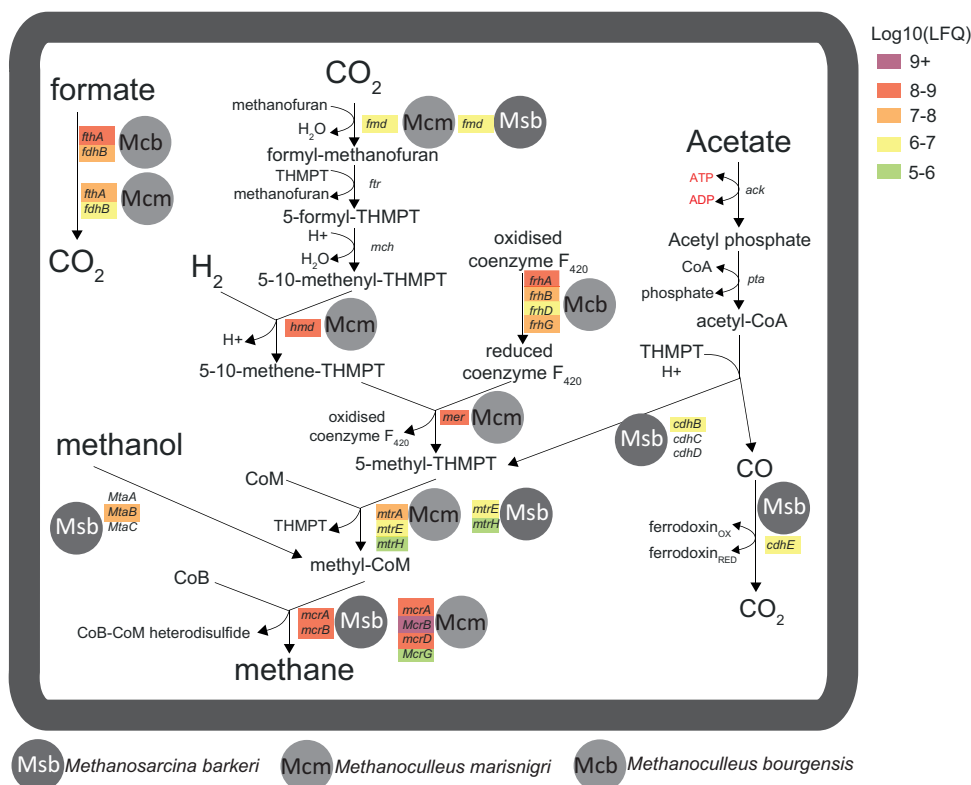 Log10(LFQ)
9+
8-9
7-8
6-7
5-6
formate
fthA
fdhB
Mcb
fthA
fdhB
Mcm
CO2
CO2
methanofuran
H2O
fmd
Mcm
fmd
Msb
formyl-methanofuran
THMPT
methanofuran
ftr
5-formyl-THMPT
H+
H2O
mch
5-10-methenyl-THMPT
H2
H+
hmd
Mcm
5-10-methene-THMPT
oxidised
coenzyme F420
frhA
frhB
frhD
frhG
Mcb
reduced
coenzyme F420
oxidised
coenzyme F420
mer
Mcm
5-methyl-THMPT
Acetate
ATP
ADP
ack
Acetyl phosphate
CoA
phosphate
pta
acetyl-CoA
THMPT
H+
Msb
cdhB
cdhC
cdhD
CO
Msb
ferrodoxinOX
ferrodoxinRED
cdhE
CO2
methanol
Msb
MtaA
MtaB
MtaC
CoM
THMPT
mtrA
mtrE
mtrH
Mcm
mtrE
mtrH
Msb
methyl-CoM
CoB
CoB-CoM heterodisulfide
mcrA
mcrB
Msb
mcrA
McrB
mcrD
McrG
Mcm
methane
Msb Methanosarcina barkeri
Mcm Methanoculleus marisnigri
Mcb Methanoculleus bourgensis